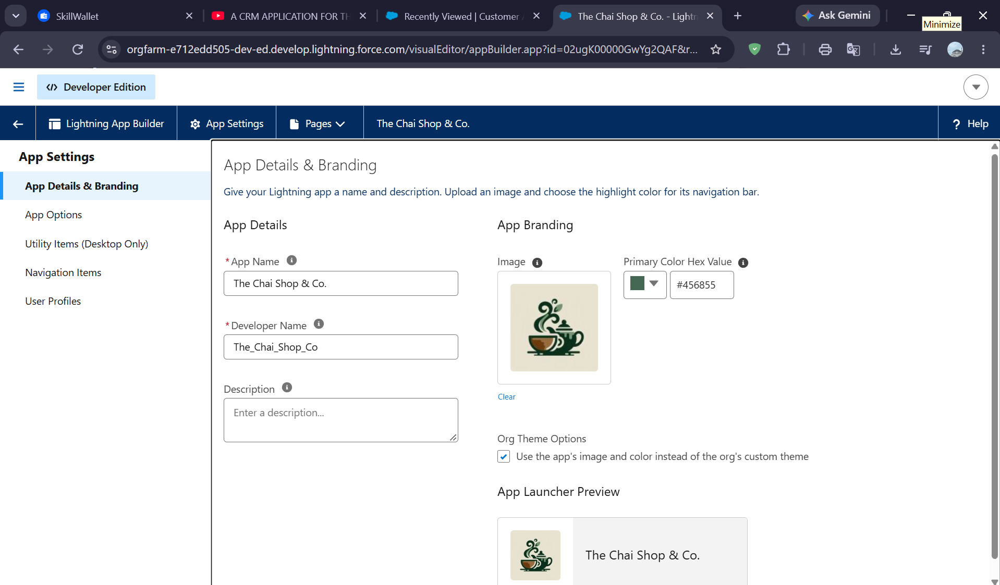 SkillWallet
A CRM APPLICATION FOR TH
Recently Viewed | Customer
The Chai Shop & Co. - Lightn
Ask Gemini
Minimize
orgfarm-e712edd505-dev-ed.develop.lightning.force.com/visualEditor/appBuilder.app?id=02ugK00000GwYg2QAF&r...
Developer Edition
Lightning App Builder
App Settings
Pages
The Chai Shop & Co.
? Help
App Settings
App Details & Branding
App Options
Utility Items (Desktop Only)
Navigation Items
User Profiles
App Details & Branding
Give your Lightning app a name and description. Upload an image and choose the highlight color for its navigation bar.
App Details
*App Name
The Chai Shop & Co.
*Developer Name
The_Chai_Shop_Co
Description
Enter a description...
App Branding
Image
Primary Color Hex Value
#456855
Clear
Org Theme Options
Use the app's image and color instead of the org's custom theme
App Launcher Preview
The Chai Shop & Co.